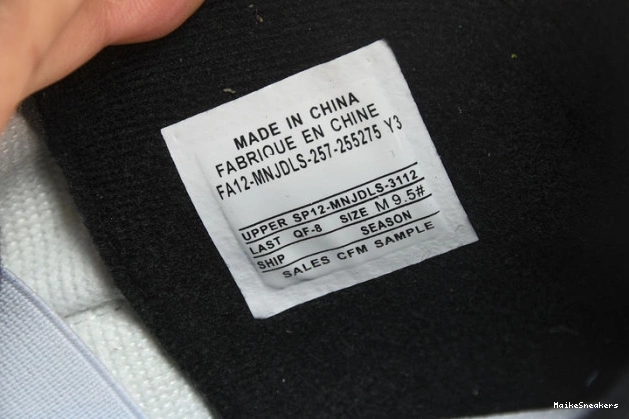 MADE IN CHINA
FABRIQUE EN CHINE
FA12-MNJDLS-257-255275 Y3
UPPER SP12-MNJDLS-3112
LAST QF-8 SIZE M 9.5#
SHIP SEASON
SALES CFM SAMPLE
MaikeSneakers